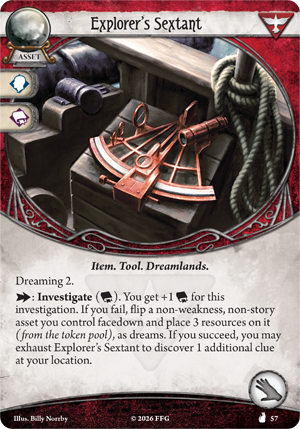 Explorer's Sextant
ASSET
Item. Tool. Dreamlands.
Dreaming 2.
: Investigate (). You get +1 for this
investigation. If you fail, flip a non-weakness, non-story
asset you control facedown and place 3 resources on it
(from the token pool), as dreams. If you succeed, you may
exhaust Explorer's Sextant to discover 1 additional clue
at your location.
Illus. Billy Norrby
© 2026 FFG
57